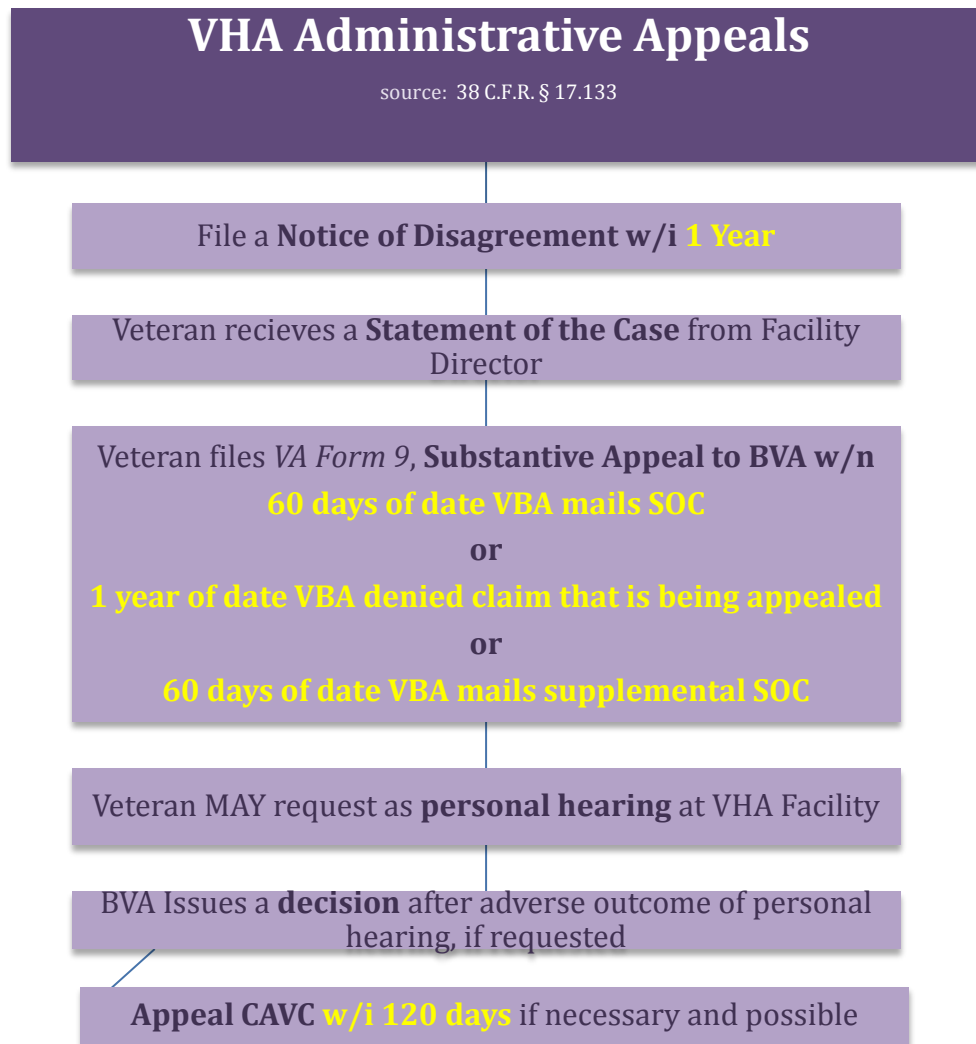 VHA Administrative Appeals
source: 38 C.F.R. § 17.133
File a Notice of Disagreement w/i 1 Year
Veteran recieves a Statement of the Case from Facility
Director
Veteran files VA Form 9, Substantive Appeal to BVA w/n
60 days of date VBA mails SOC
or
1 year of date VBA denied claim that is being appealed
or
60 days of date VBA mails supplemental SOC
Veteran MAY request as personal hearing at VHA Facility
BVA Issues a decision after adverse outcome of personal
hearing, if requested
Appeal CAVC w/i 120 days if necessary and possible